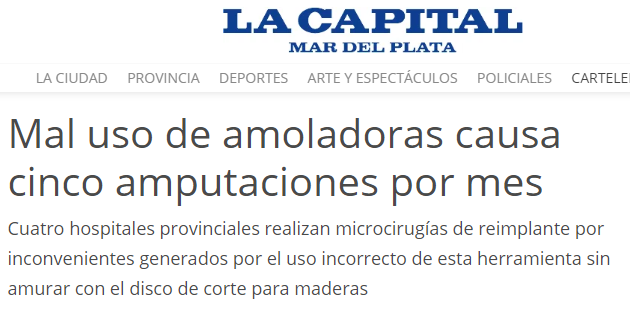 LA CAPITAL
MAR DEL PLATA
LA CIUDAD PROVINCIA DEPORTES ARTE Y ESPECTÁCULOS POLICIALES CARTELE
Mal uso de amoladoras causa
cinco amputaciones por mes
Cuatro hospitales provinciales realizan microcirugías de reimplante por
inconvenientes generados por el uso incorrecto de esta herramienta sin
amurar con el disco de corte para maderas